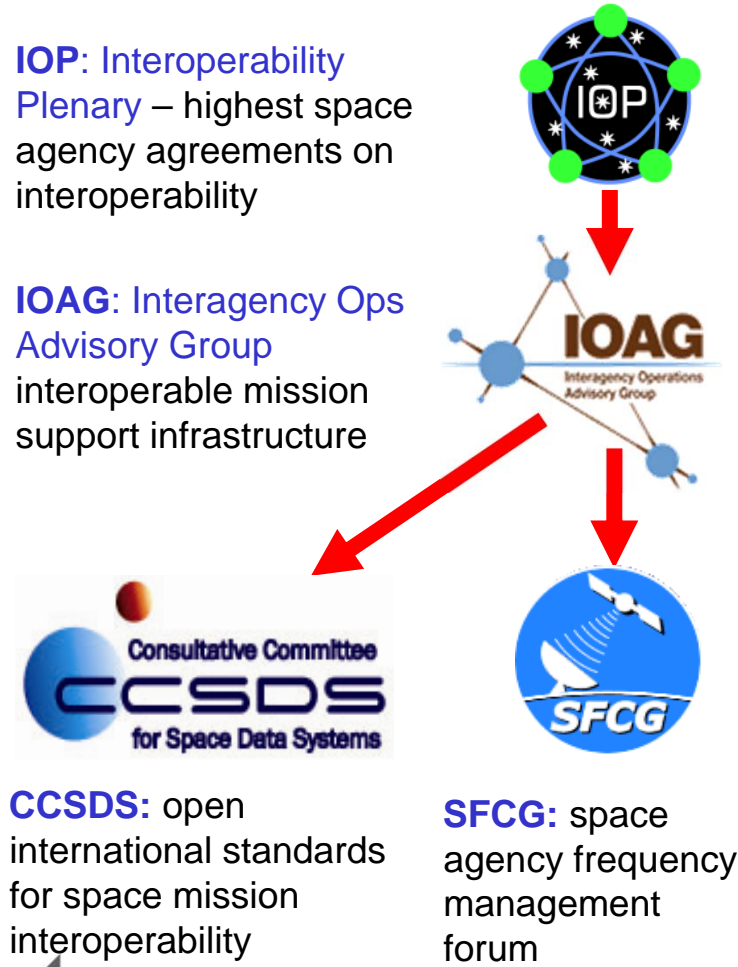 IOP: Interoperability
Plenary – highest space
agency agreements on
interoperability
IOP
IOAG: Interagency Ops
Advisory Group
interoperable mission
support infrastructure
IOAG
Interagency Operations
Advisory Group
Consultative Committee
CCSDS
for Space Data Systems
SFCG
CCSDS: open
international standards
for space mission
interoperability
SFCG: space
agency frequency
management
forum